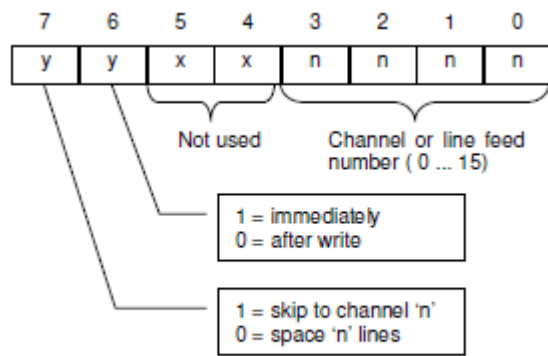 7 6 5 4 3 2 1 0
y y x x n n n n
Not used
Channel or line feed
number ( 0 ... 15)
1 = immediately
0 = after write
1 = skip to channel ‘n’
0 = space ‘n’ lines